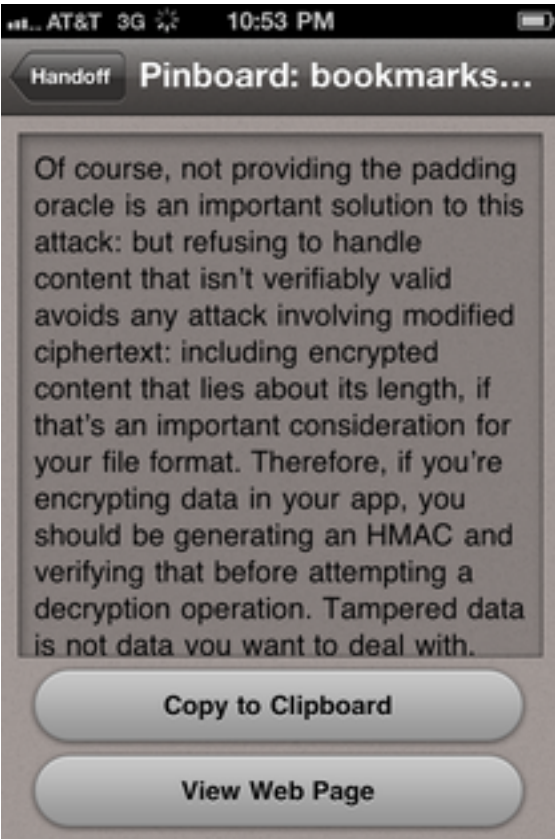 AT&T 3G 10:53 PM
Handoff Pinboard: bookmarks...
Of course, not providing the padding
oracle is an important solution to this
attack: but refusing to handle
content that isn't verifiably valid
avoids any attack involving modified
ciphertext: including encrypted
content that lies about its length, if
that's an important consideration for
your file format. Therefore, if you're
encrypting data in your app, you
should be generating an HMAC and
verifying that before attempting a
decryption operation. Tampered data
is not data you want to deal with.
Copy to Clipboard
View Web Page